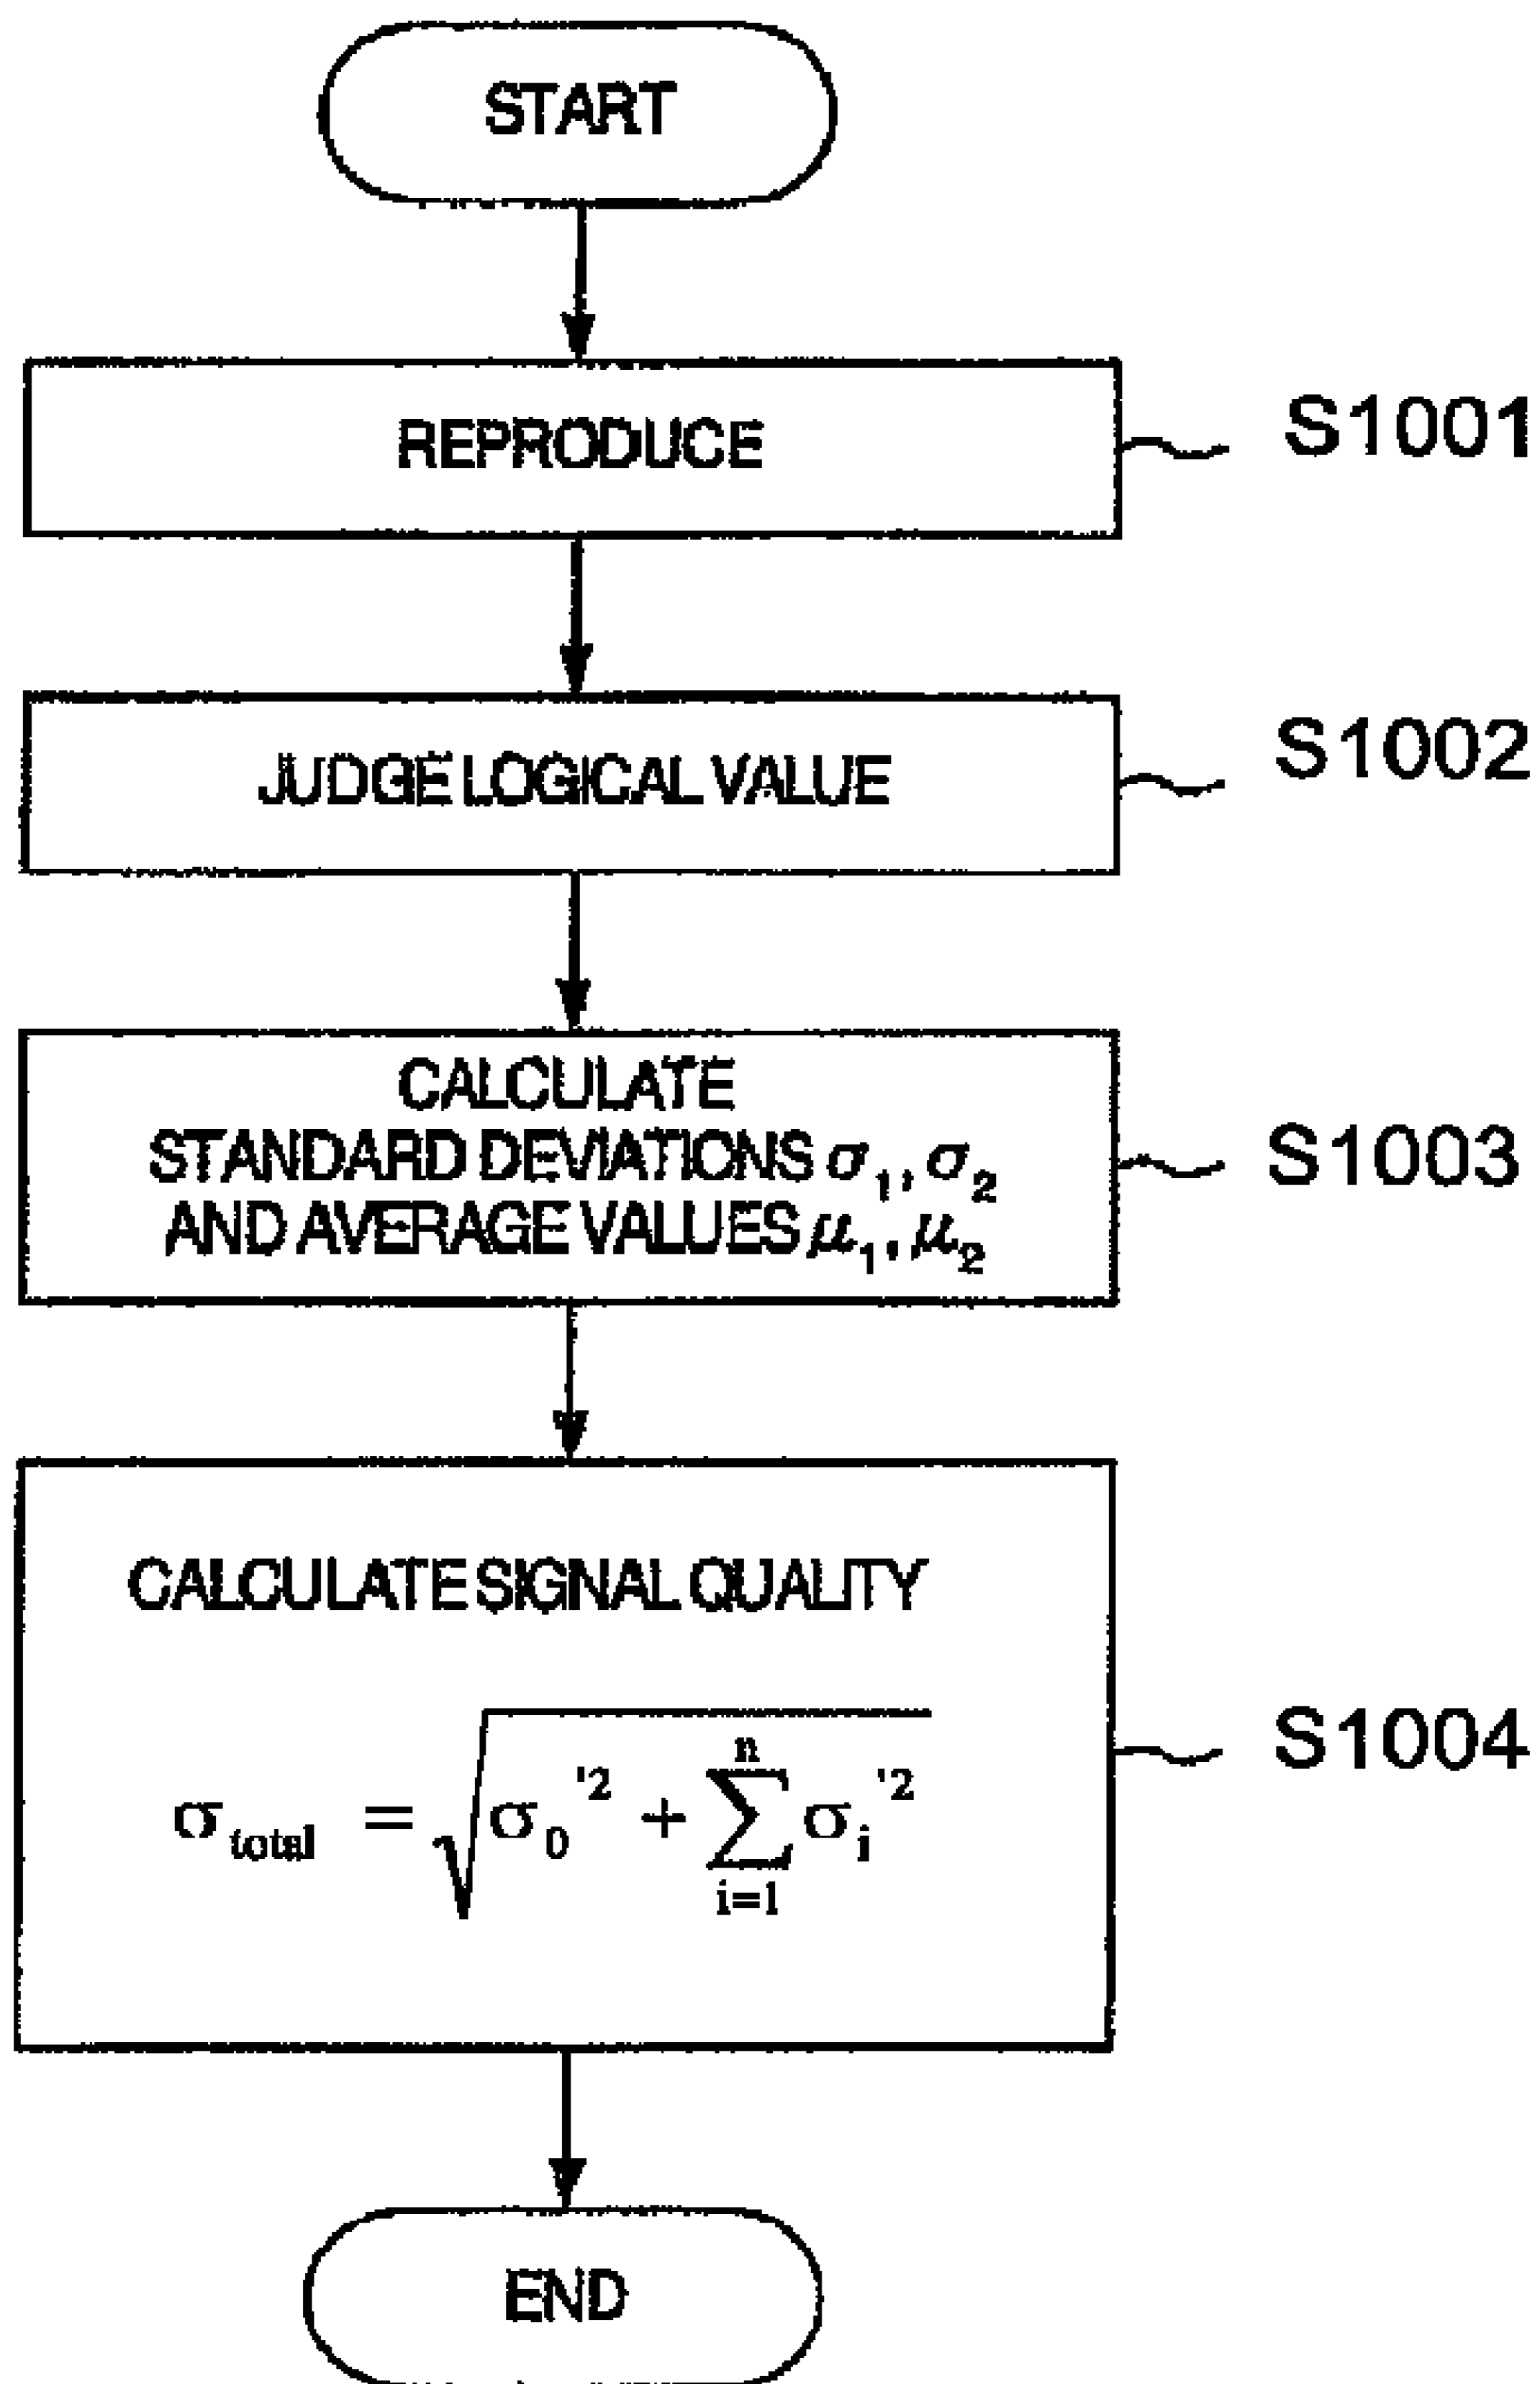 START
REPRODUCE
S1001
JUDGE LOGICAL VALUE
S1002
CALCULATE
STANDARD DEVIATIONS σ₁, σ₂
AND AVERAGE VALUES μ₁, μ₂
S1003
CALCULATE SIGNAL QUALITY
σ_total = √(σ₀'² + ∑_{i=1}^{n} σᵢ'²)
S1004
END